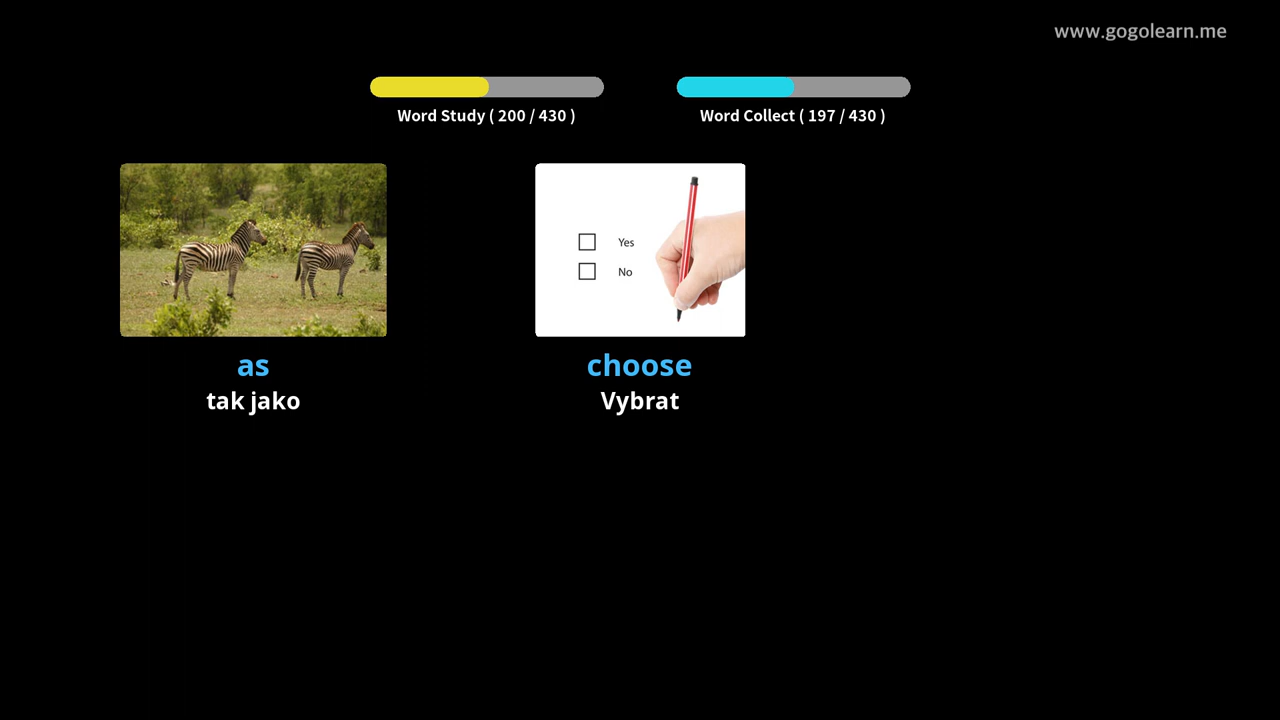 www.gogolearn.me
Word Study ( 200 / 430 )
Word Collect ( 197 / 430 )
Yes
No
as
tak jako
choose
Vybrat